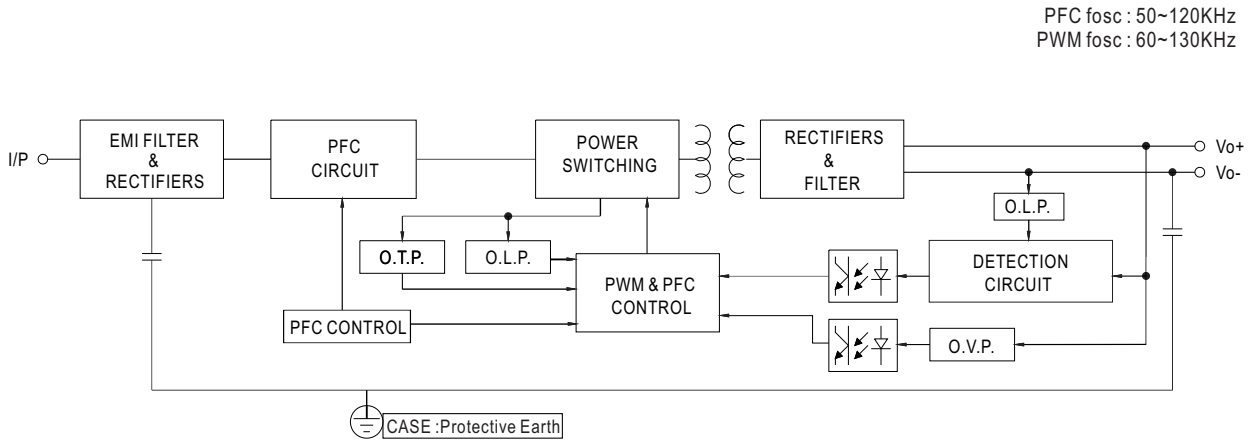 PFC fosc : 50~120KHz
PWM fosc : 60~130KHz
I/P
EMI FILTER
&
RECTIFIERS
PFC
CIRCUIT
POWER
SWITCHING
RECTIFIERS
&
FILTER
Vo+
Vo-
O.L.P.
O.T.P.
O.L.P.
DETECTION
CIRCUIT
PWM & PFC
CONTROL
PFC CONTROL
O.V.P.
CASE :Protective Earth